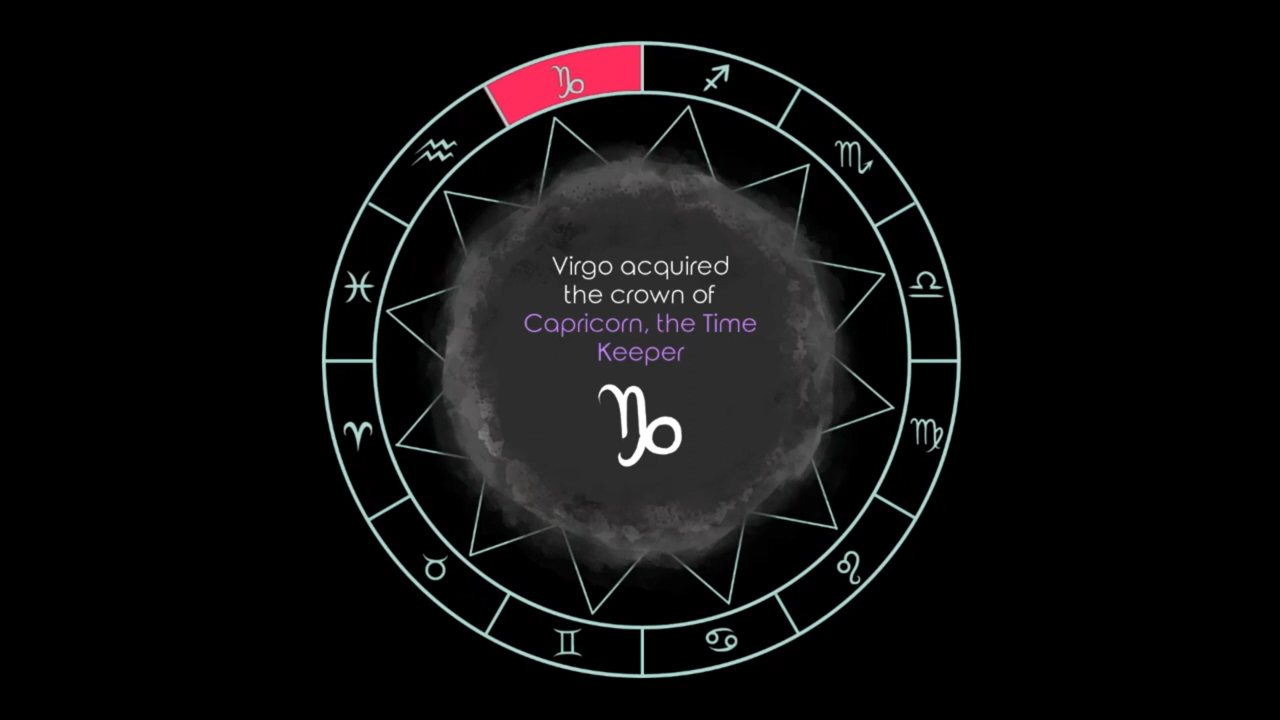 Virgo acquired
the crown of
Capricorn, the Time
Keeper